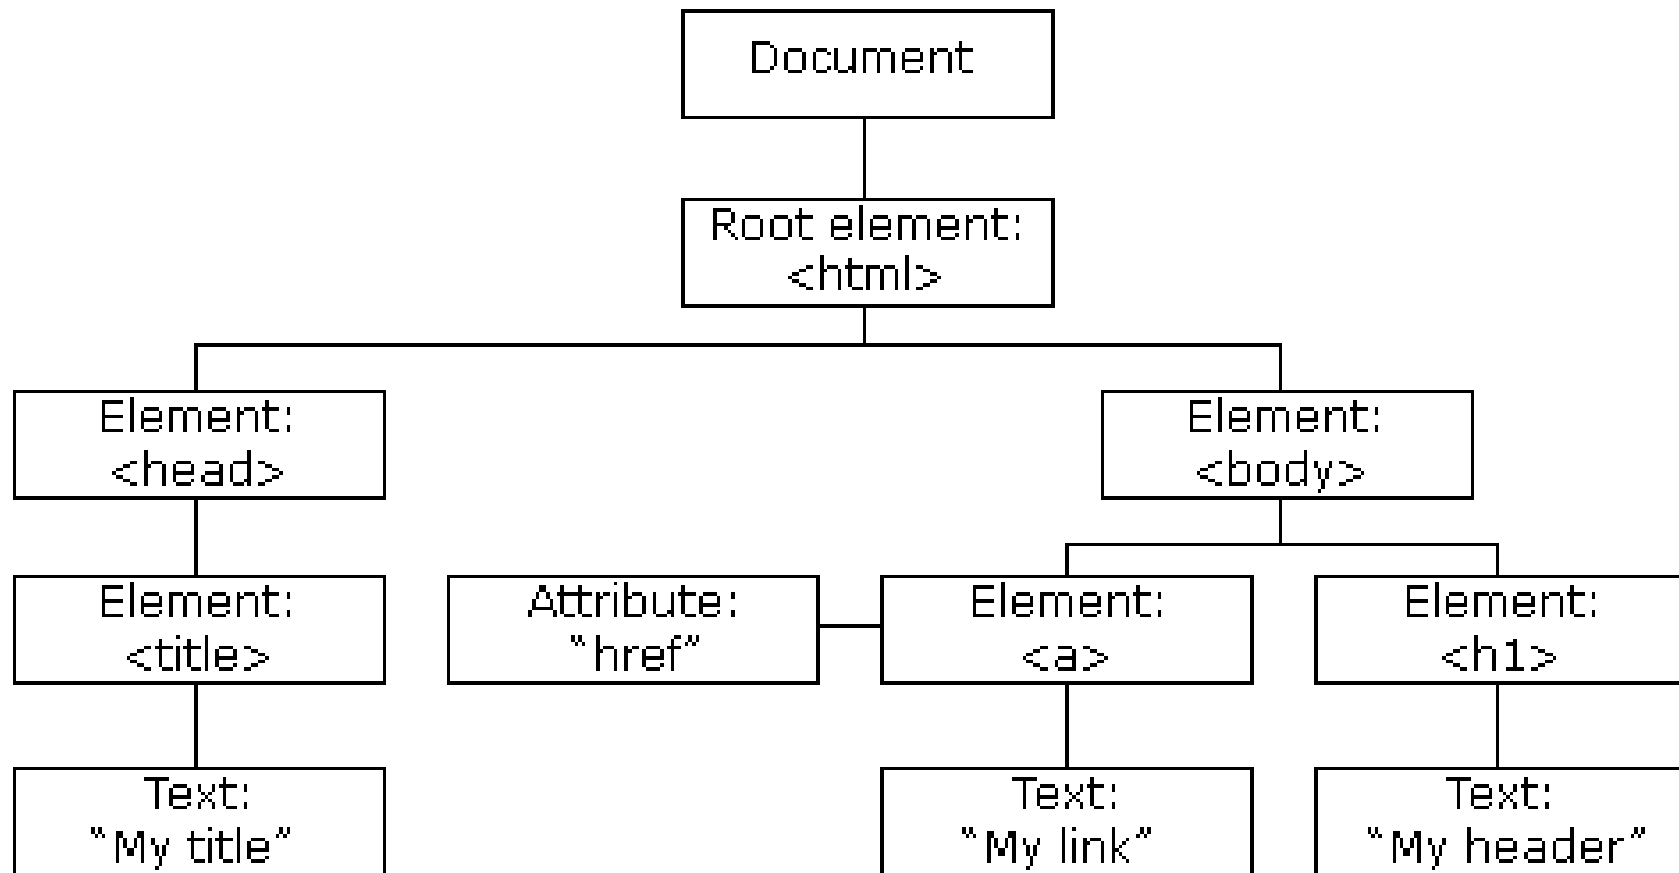 Document
Root element:
<html>
Element:
<head>
Element:
<body>
Element:
<title>
Attribute:
“href”
Element:
<a>
Element:
<h1>
Text:
“My title”
Text:
“My link”
Text:
“My header”